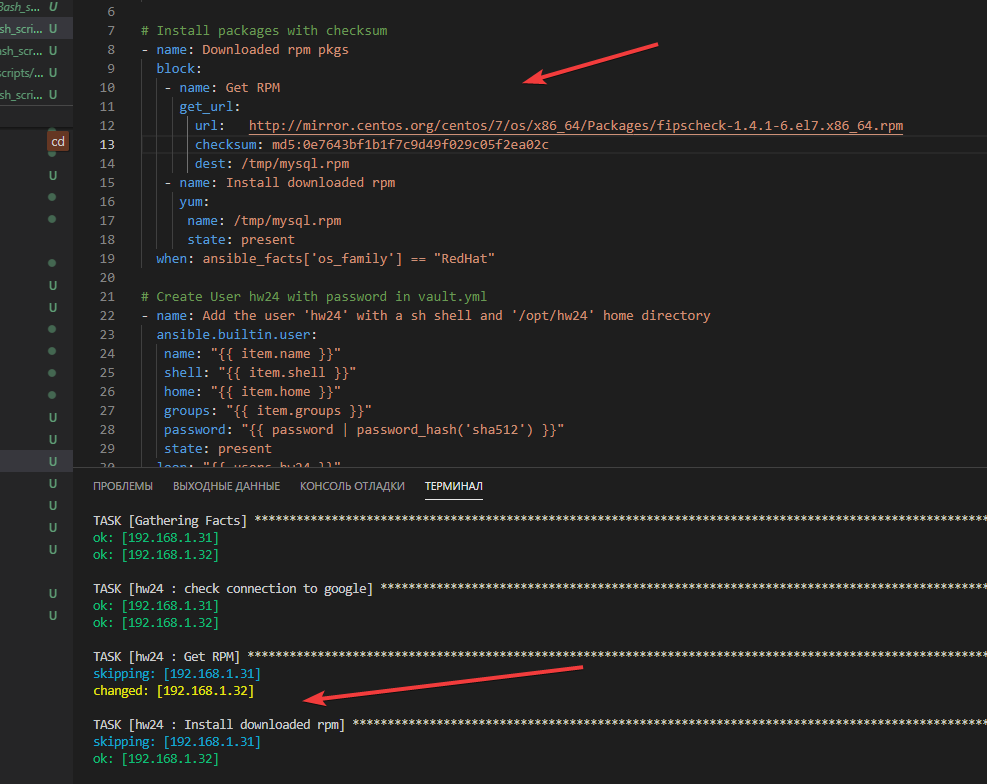 Bash_s... U
sh_scri... U
ash_scr... U
scripts/... U
sh_scri... U
cd
U
U
U
U
U
U
U
U
U
U
U
U
6
7 # Install packages with checksum
8 - name: Downloaded rpm pkgs
9 block:
10 - name: Get RPM
11 get_url:
12 url: http://mirror.centos.org/centos/7/os/x86_64/Packages/fipscheck-1.4.1-6.el7.x86_64.rpm
13 checksum: md5:0e7643bf1b1f7c9d49f029c05f2ea02c
14 dest: /tmp/mysql.rpm
15 - name: Install downloaded rpm
16 yum:
17 name: /tmp/mysql.rpm
18 state: present
19 when: ansible_facts['os_family'] == "RedHat"
20
21 # Create User hw24 with password in vault.yml
22 - name: Add the user 'hw24' with a sh shell and '/opt/hw24' home directory
23 ansible.builtin.user:
24 name: "{{ item.name }}"
25 shell: "{{ item.shell }}"
26 home: "{{ item.home }}"
27 groups: "{{ item.groups }}"
28 password: "{{ password | password_hash('sha512') }}"
29 state: present
30 loop: "{{ users_hw24 }}"
ПРОБЛЕМЫ ВЫХОДНЫЕ ДАННЫЕ КОНСОЛЬ ОТЛАДКИ ТЕРМИНАЛ
TASK [Gathering Facts] *********************************************************************************************************
ok: [192.168.1.31]
ok: [192.168.1.32]
TASK [hw24 : check connection to google] ***************************************************************************************
ok: [192.168.1.31]
ok: [192.168.1.32]
TASK [hw24 : Get RPM] **********************************************************************************************************
skipping: [192.168.1.31]
changed: [192.168.1.32]
TASK [hw24 : Install downloaded rpm] *******************************************************************************************
skipping: [192.168.1.31]
ok: [192.168.1.32]